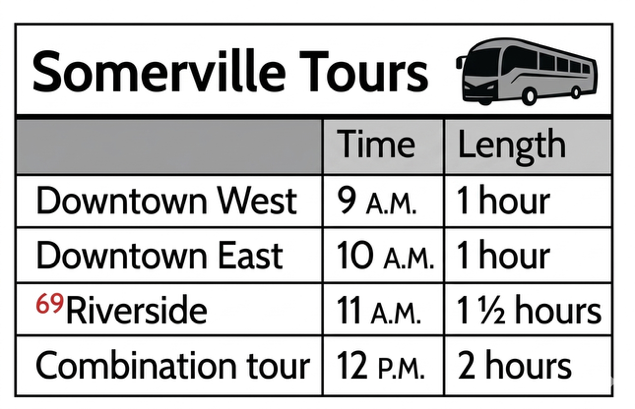 Somerville Tours
Time Length
Downtown West 9 A.M. 1 hour
Downtown East 10 A.M. 1 hour
69Riverside 11 A.M. 1 ½ hours
Combination tour 12 P.M. 2 hours